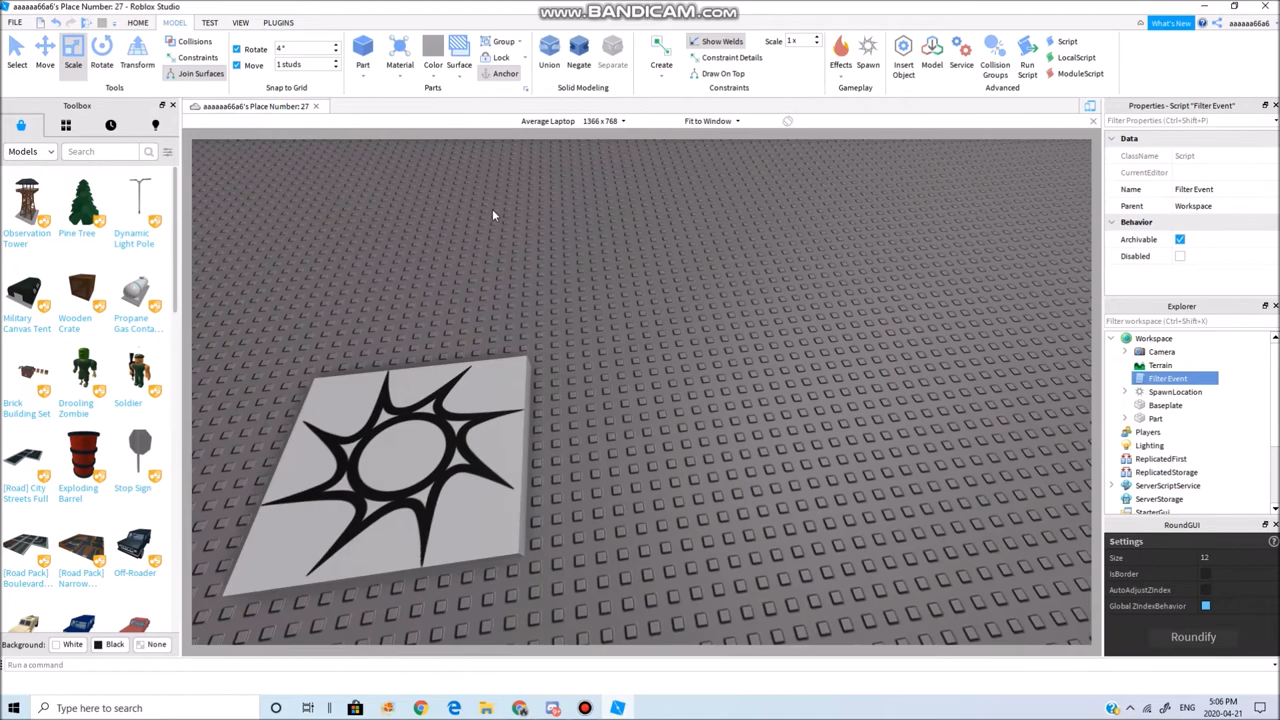 aaaaaa66a6's Place Number: 27 - Roblox Studio
www.BANDICAM.com
FILE HOME MODEL TEST VIEW PLUGINS
What's New aaaaaa66a6
Select Move Scale Rotate Transform
Collisions
Constraints
Join Surfaces
Tools
Rotate 4°
Move 1 studs
Snap to Grid
Part Material Color Surface
Group
Lock
Anchor
Parts
Union Negate Separate
Solid Modeling
Create
Show Welds Scale 1 x
Constraint Details
Draw On Top
Constraints
Effects Spawn
Gameplay
Insert Object
Model
Service
Collision Groups
Run Script
Script
LocalScript
ModuleScript
Advanced
Toolbox
aaaaaa66a6's Place Number: 27
Average Laptop 1366 x 768 Fit to Window
Models Search
Observation Tower
Pine Tree
Dynamic Light Pole
Military Canvas Tent
Wooden Crate
Propane Gas Conta...
Brick Building Set
Drooling Zombie
Soldier
[Road] City Streets Full
Exploding Barrel
Stop Sign
[Road Pack] Boulevard...
[Road Pack] Narrow...
Off-Roader
Background: White Black None
Run a command
Properties - Script "Filter Event"
Filter Properties (Ctrl+Shift+P)
Data
ClassName Script
CurrentEditor
Name Filter Event
Parent Workspace
Behavior
Archivable
Disabled
Explorer
Filter workspace (Ctrl+Shift+X)
Workspace
Camera
Terrain
Filter Event
SpawnLocation
Baseplate
Part
Players
Lighting
ReplicatedFirst
ReplicatedStorage
ServerScriptService
ServerStorage
StarterGui
RoundGUI
Settings
Size 12
IsBorder
AutoAdjustZIndex
Global ZIndexBehavior
Roundify
Type here to search
5:06 PM
2020-04-21